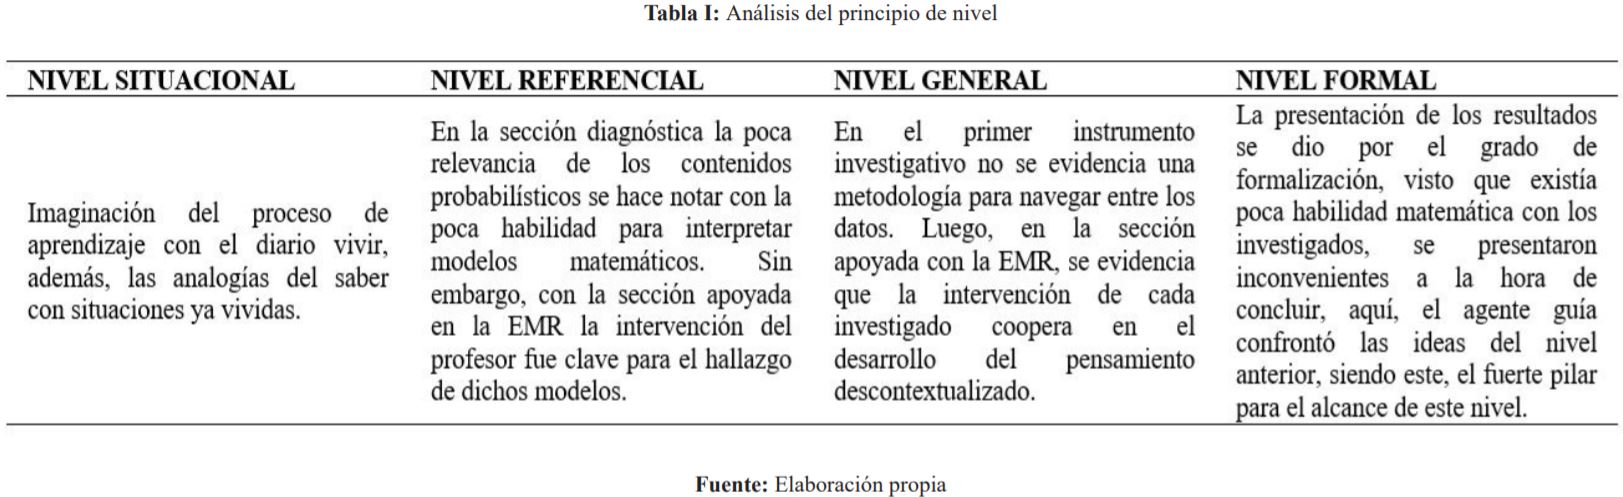 Tabla I: Análisis del principio de nivel
NIVEL SITUACIONAL
Imaginación del proceso de
aprendizaje con el diario vivir,
además, las analogías del saber
con situaciones ya vividas.
NIVEL REFERENCIAL
En la sección diagnóstica la poca
relevancia de los contenidos
probabilísticos se hace notar con la
poca habilidad para interpretar
modelos matemáticos. Sin
embargo, con la sección apoyada
en la EMR la intervención del
profesor fue clave para el hallazgo
de dichos modelos.
NIVEL GENERAL
En el primer instrumento
investigativo no se evidencia una
metodología para navegar entre los
datos. Luego, en la sección
apoyada con la EMR, se evidencia
que la intervención de cada
investigado coopera en el
desarrollo del pensamiento
descontextualizado.
NIVEL FORMAL
La presentación de los resultados
se dio por el grado de
formalización, visto que existía
poca habilidad matemática con los
investigados, se presentaron
inconvenientes a la hora de
concluir, aquí, el agente guía
confrontó las ideas del nivel
anterior, siendo este, el fuerte pilar
para el alcance de este nivel.
Fuente: Elaboración propia